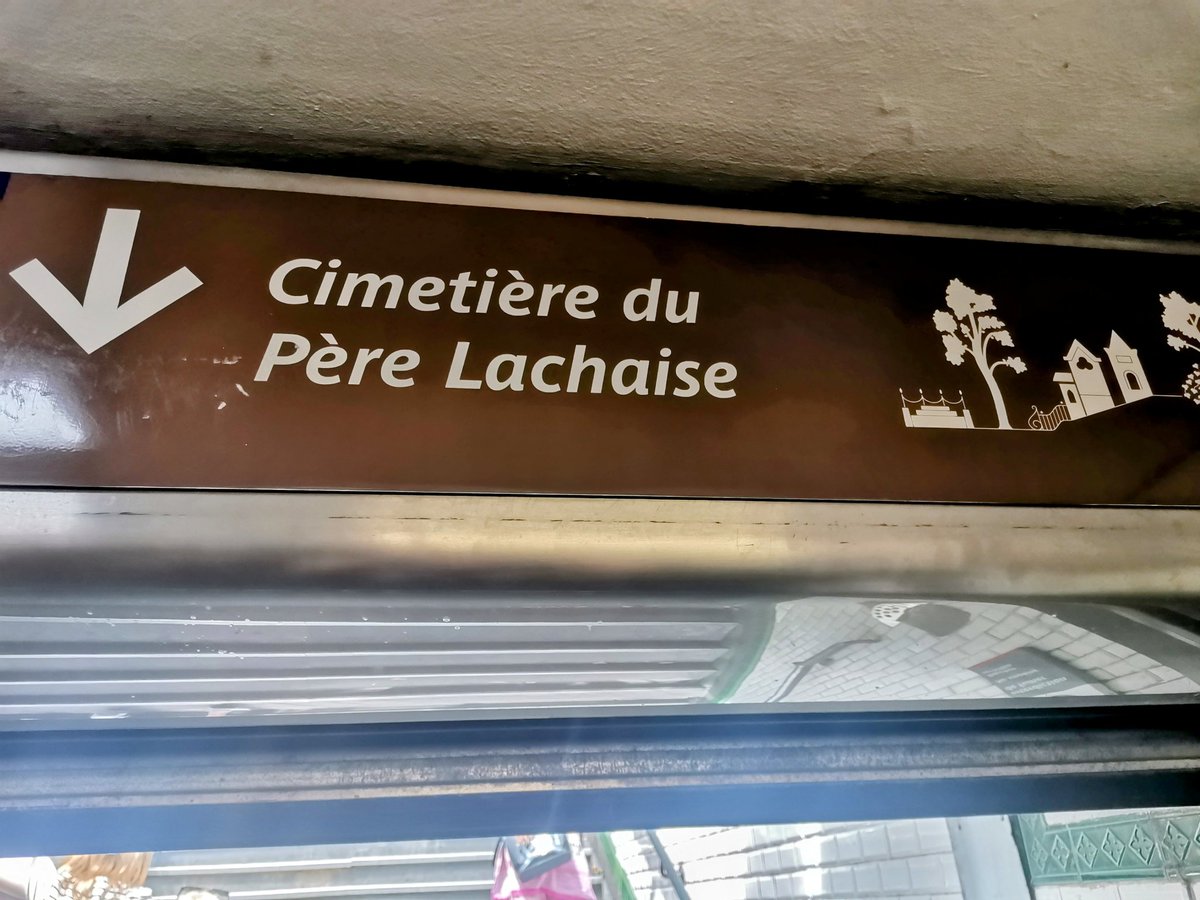 Cimetière du
Père Lachaise